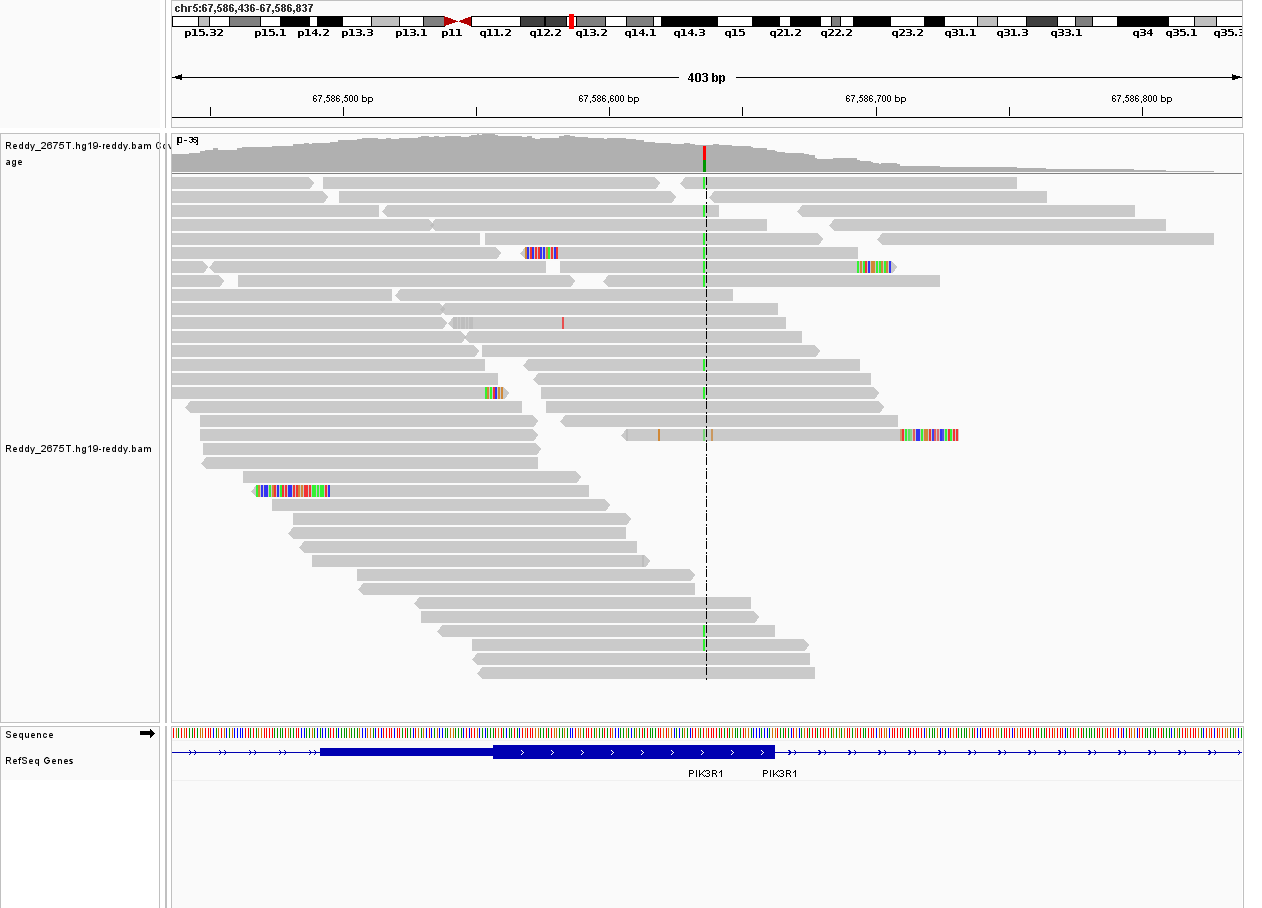 chr5:67,586,436-67,586,837
p15.32 p15.1 p14.2 p13.3 p13.1 p11 q11.2 q12.2 q13.2 q14.1 q14.3 q15 q21.2 q22.2 q23.2 q31.1 q31.3 q33.1 q34 q35.1 q35.3
403 bp
67,586,500 bp 67,586,600 bp 67,586,700 bp 67,586,800 bp
Reddy_2675T.hg19-reddy.bam Cov
age
Reddy_2675T.hg19-reddy.bam
Sequence
RefSeq Genes
PIK3R1 PIK3R1